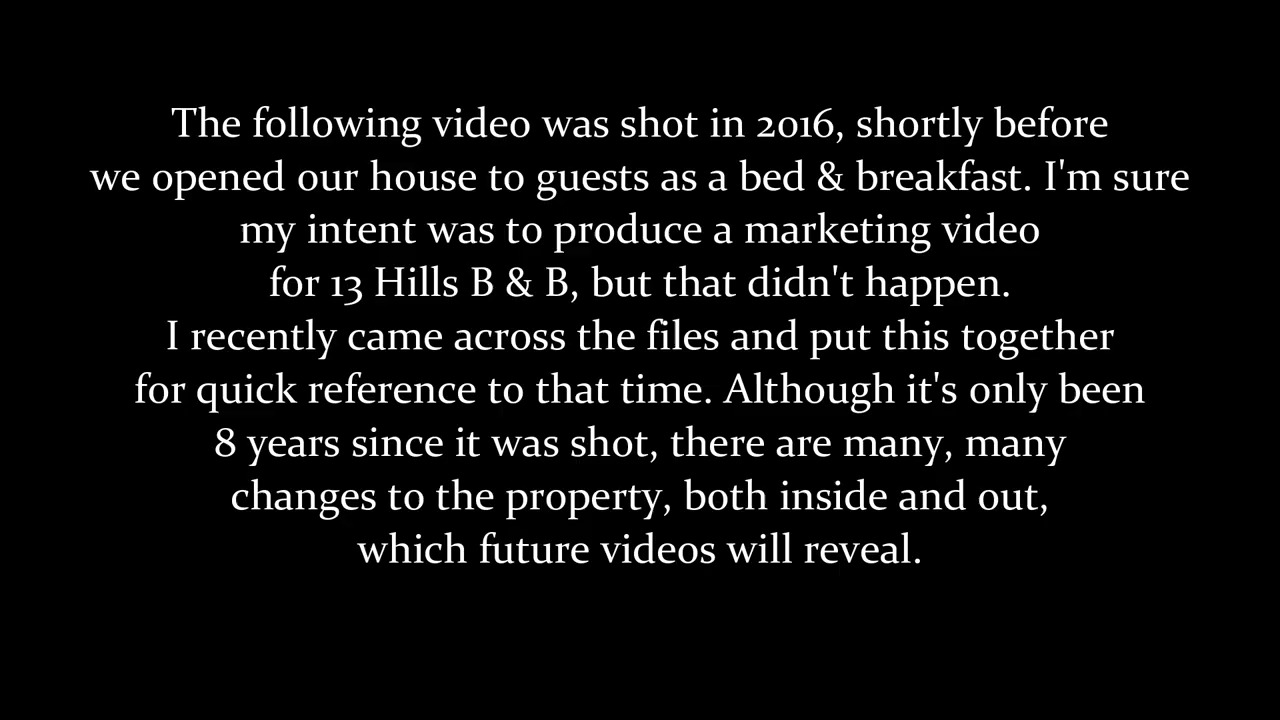 The following video was shot in 2016, shortly before
we opened our house to guests as a bed & breakfast. I'm sure
my intent was to produce a marketing video
for 13 Hills B & B, but that didn't happen.
I recently came across the files and put this together
for quick reference to that time. Although it's only been
8 years since it was shot, there are many, many
changes to the property, both inside and out,
which future videos will reveal.